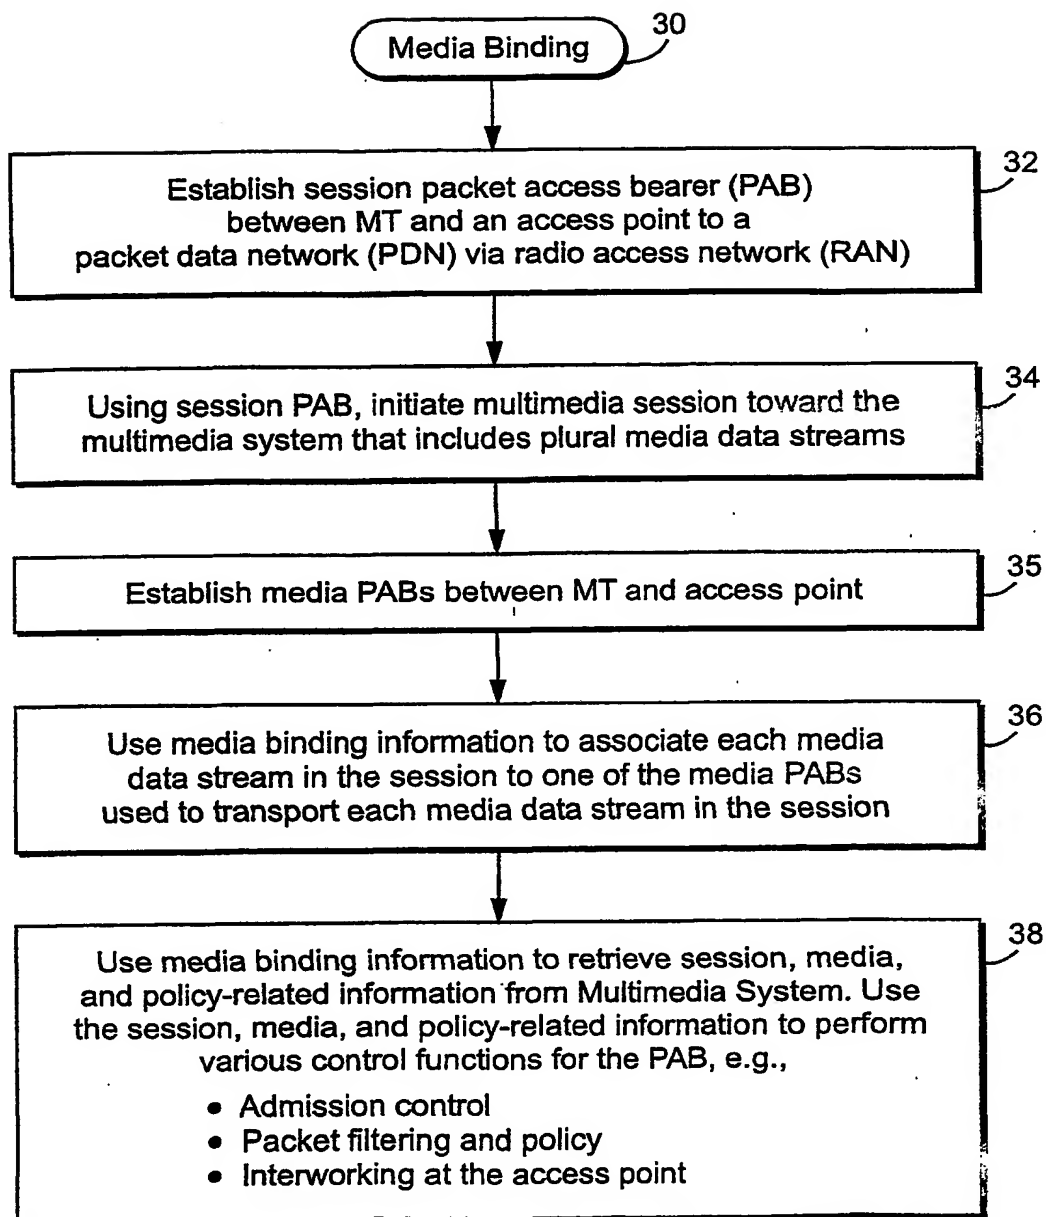 Media Binding
30
Establish session packet access bearer (PAB)
between MT and an access point to a
packet data network (PDN) via radio access network (RAN)
32
Using session PAB, initiate multimedia session toward the
multimedia system that includes plural media data streams
34
Establish media PABs between MT and access point
35
Use media binding information to associate each media
data stream in the session to one of the media PABs
used to transport each media data stream in the session
36
Use media binding information to retrieve session, media,
and policy-related information from Multimedia System. Use
the session, media, and policy-related information to perform
various control functions for the PAB, e.g.,
• Admission control
• Packet filtering and policy
• Interworking at the access point
38